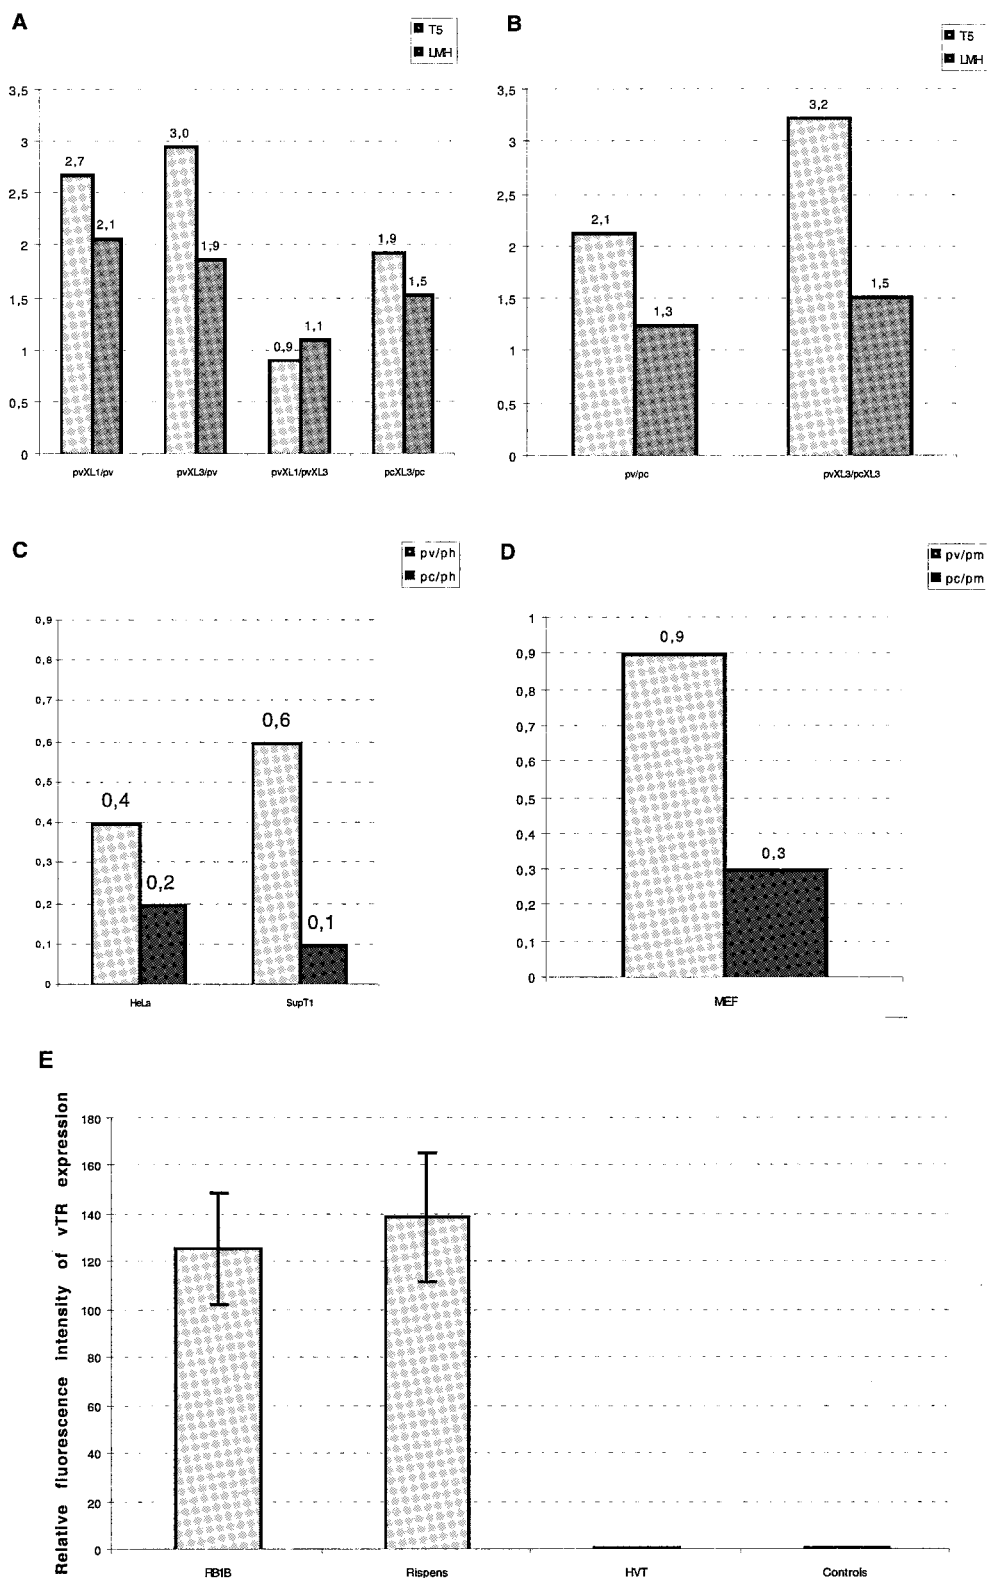 A
T5
LMH
3,5
3
2,5
2
1,5
1
0,5
0
2,7
2,1
3,0
1,9
0,9
1,1
1,9
1,5
pvXL1/pv
pvXL3/pv
pvXL1/pvXL3
pcXL3/pc
B
T5
LMH
3,5
3
2,5
2
1,5
1
0,5
0
2,1
1,3
3,2
1,5
pv/pc
pvXL3/pcXL3
C
pv/ph
pc/ph
0,9
0,8
0,7
0,6
0,5
0,4
0,3
0,2
0,1
0
0,4
0,2
0,6
0,1
HeLa
SupT1
D
pv/pm
pc/pm
1
0,9
0,8
0,7
0,6
0,5
0,4
0,3
0,2
0,1
0
0,9
0,3
MEF
E
Relative fluorescence intensity of vTR expression
180
160
140
120
100
80
60
40
20
0
RB1B
Rispens
HVT
Controls